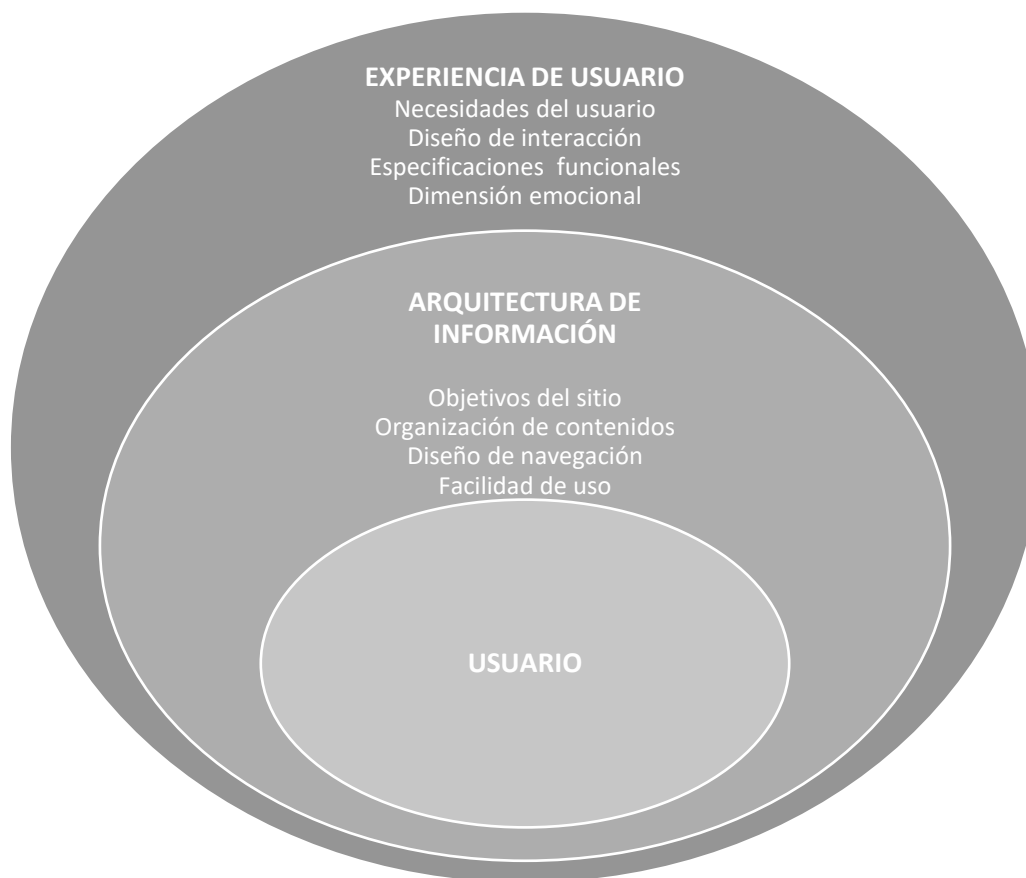 EXPERIENCIA DE USUARIO
Necesidades del usuario
Diseño de interacción
Especificaciones funcionales
Dimensión emocional
ARQUITECTURA DE
INFORMACIÓN
Objetivos del sitio
Organización de contenidos
Diseño de navegación
Facilidad de uso
USUARIO